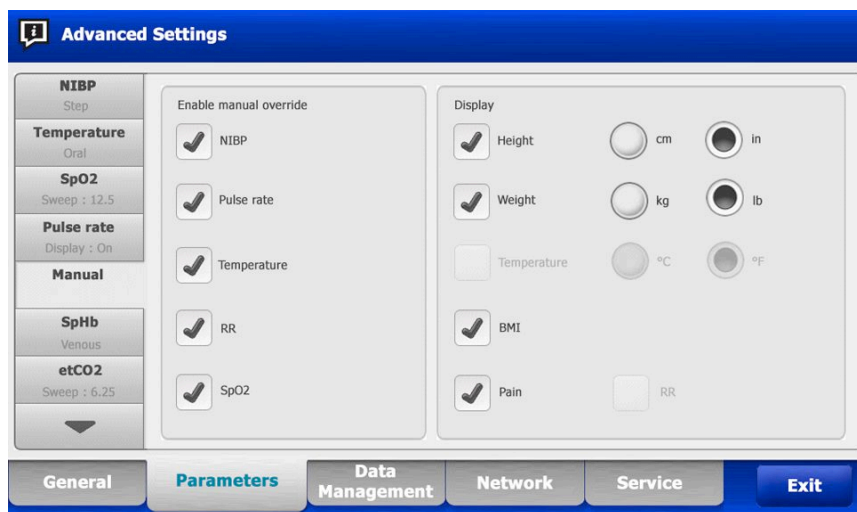 Advanced Settings
NIBP
Step
Temperature
Oral
SpO2
Sweep : 12.5
Pulse rate
Display : On
Manual
SpHb
Venous
etCO2
Sweep : 6.25
Enable manual override
NIBP
Pulse rate
Temperature
RR
SpO2
Display
Height cm in
Weight kg lb
Temperature °C °F
BMI
Pain RR
General Parameters Data Management Network Service Exit